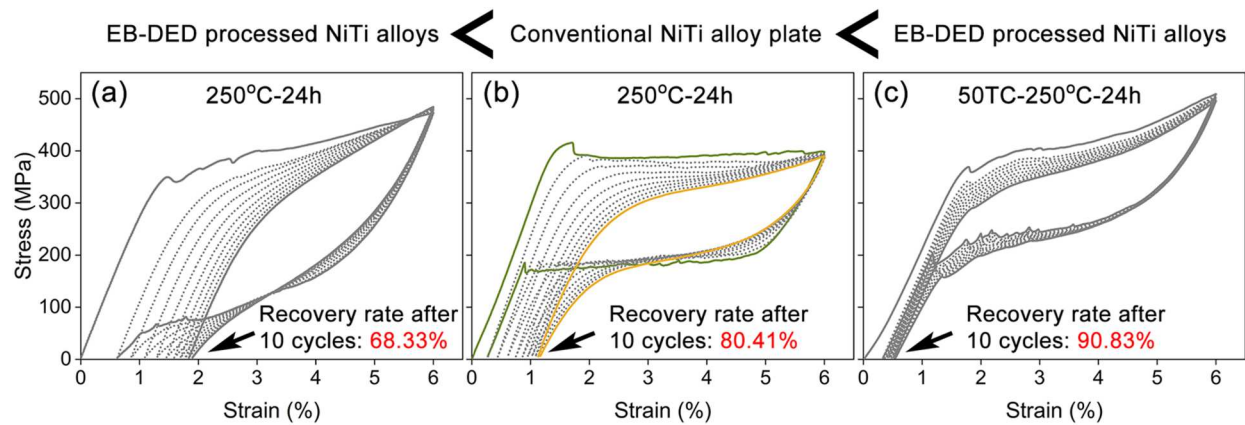 EB-DED processed NiTi alloys < Conventional NiTi alloy plate < EB-DED processed NiTi alloys
(a) 250°C-24h
(b) 250°C-24h
(c) 50TC-250°C-24h
Stress (MPa)
500
400
300
200
100
0
Recovery rate after
10 cycles: 68.33%
Recovery rate after
10 cycles: 80.41%
Recovery rate after
10 cycles: 90.83%
0 1 2 3 4 5 6
0 1 2 3 4 5 6
0 1 2 3 4 5 6
Strain (%)
Strain (%)
Strain (%)